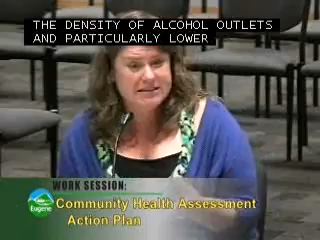 THE DENSITY OF ALCOHOL OUTLETS
AND PARTICULARLY LOWER
WORK SESSION:
Community Health Assessment
Action Plan
Eugene